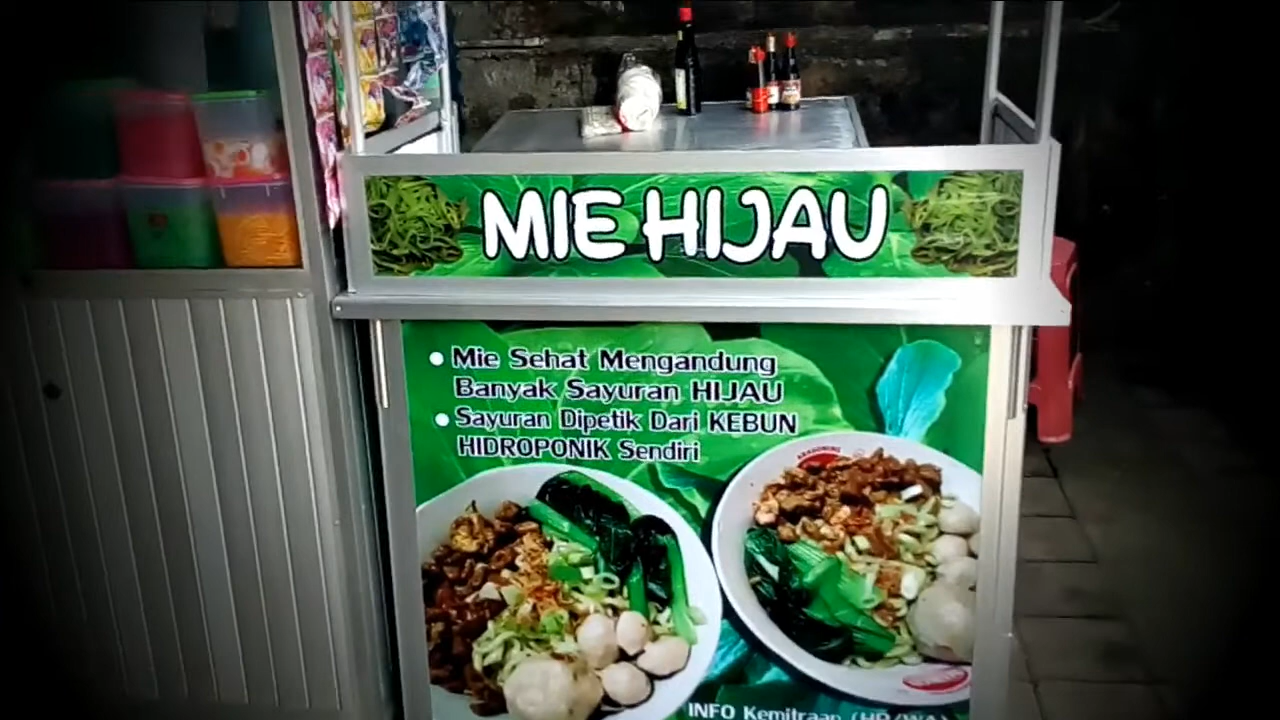 MIE HIJAU
• Mie Sehat Mengandung
Banyak Sayuran HIJAU
• Sayuran Dipetik Dari KEBUN
HIDROPONIK Sendiri
INFO Kemitraan (HP/WA)